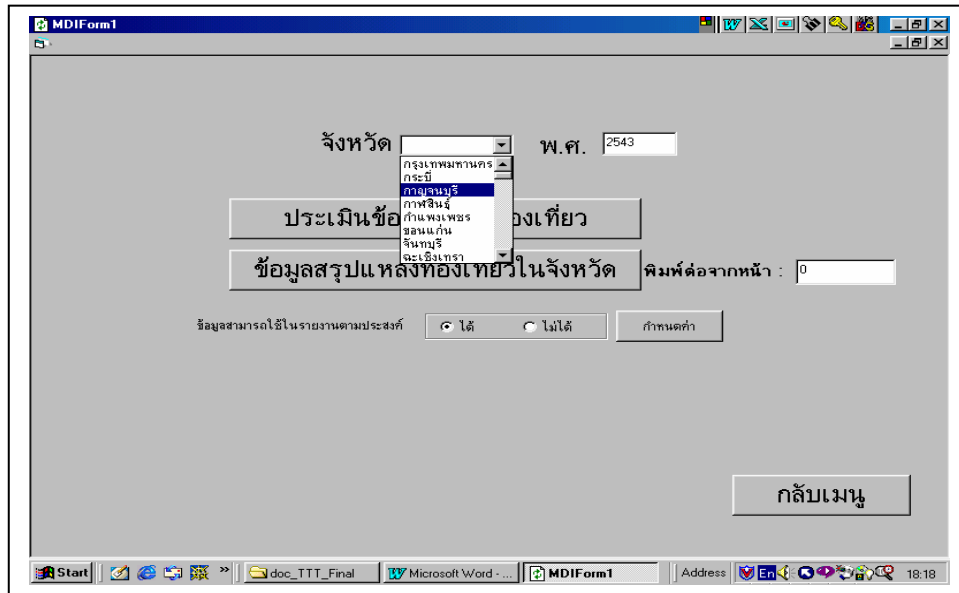 MDIForm1
จังหวัด พ.ศ. 2543
กรุงเทพมหานคร
กระบี่
กาญจนบุรี
กาฬสินธุ์
กำแพงเพชร
ขอนแก่น
จันทบุรี
ฉะเชิงเทรา
ประเมินข้อ องเที่ยว
ข้อมูลสรุปแหล่งท่องเที่ยวในจังหวัด พิมพ์ต่อจากหน้า : 0
ข้อมูลสามารถใช้ในรายงานตามประสงค์ ได้ ไม่ได้ กำหนดค่า
กลับเมนู
Start » doc_TTT_Final Microsoft Word - ... MDIForm1 Address En 18:18